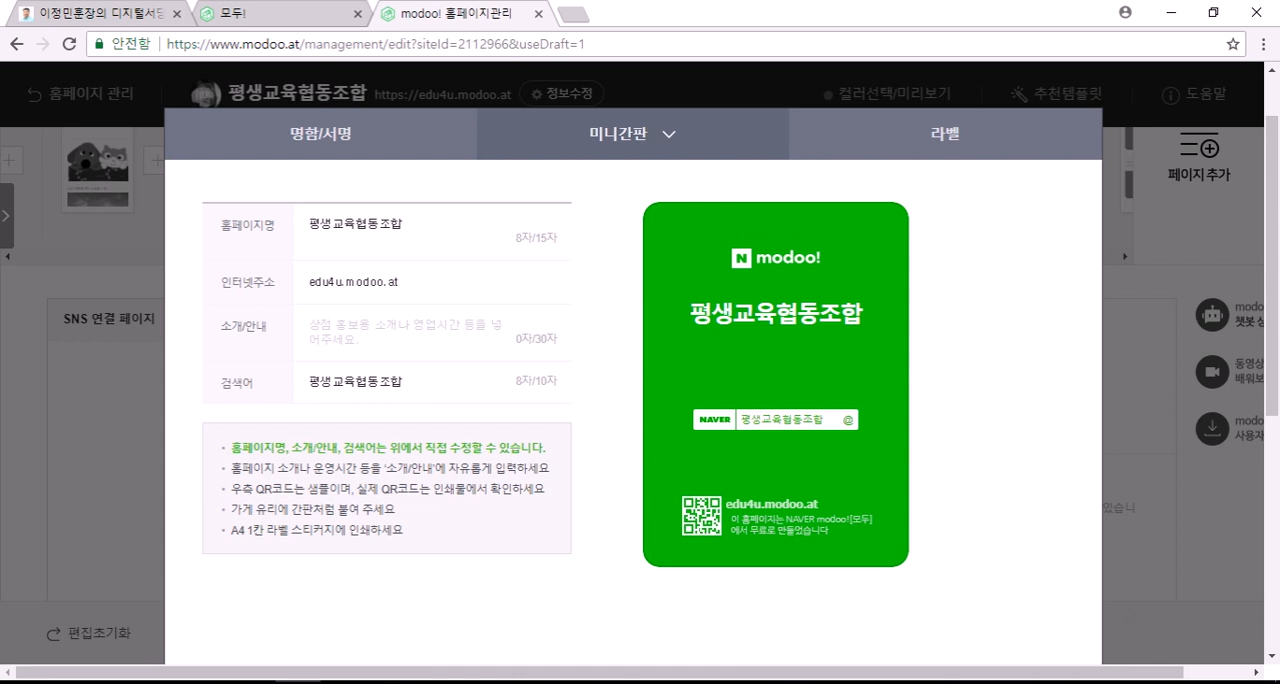 이정민훈장의 디지털서당
모두!
modoo! 홈페이지관리
안전함
https://www.modoo.at/management/edit?siteId=2112966&useDraft=1
홈페이지 관리
평생교육협동조합 https://edu4u.modoo.at
정보수정
컬러선택/미리보기
추천템플릿
도움말
명함/서명
미니간판
라벨
페이지 추가
홈페이지명
평생교육협동조합
8자/15자
인터넷주소
edu4u.modoo.at
소개/안내
상점 홍보용 소개나 영업시간 등을 넣
어주세요.
0자/30자
검색어
평생교육협동조합
8자/10자
• 홈페이지명, 소개/안내, 검색어는 위에서 직접 수정할 수 있습니다.
• 홈페이지 소개나 운영시간 등을 '소개/안내'에 자유롭게 입력하세요
• 우측 QR코드는 샘플이며, 실제 QR코드는 인쇄물에서 확인하세요
• 가게 유리에 간판처럼 붙여 주세요
• A4 1칸 라벨 스티커지에 인쇄하세요
N modoo!
평생교육협동조합
NAVER 평생교육협동조합 @
edu4u.modoo.at
이 홈페이지는 NAVER modoo![모두]
에서 무료로 만들었습니다
SNS 연결 페이지
modo
챗봇 상
동영상
배워보
modo
사용자
있습니
편집초기화